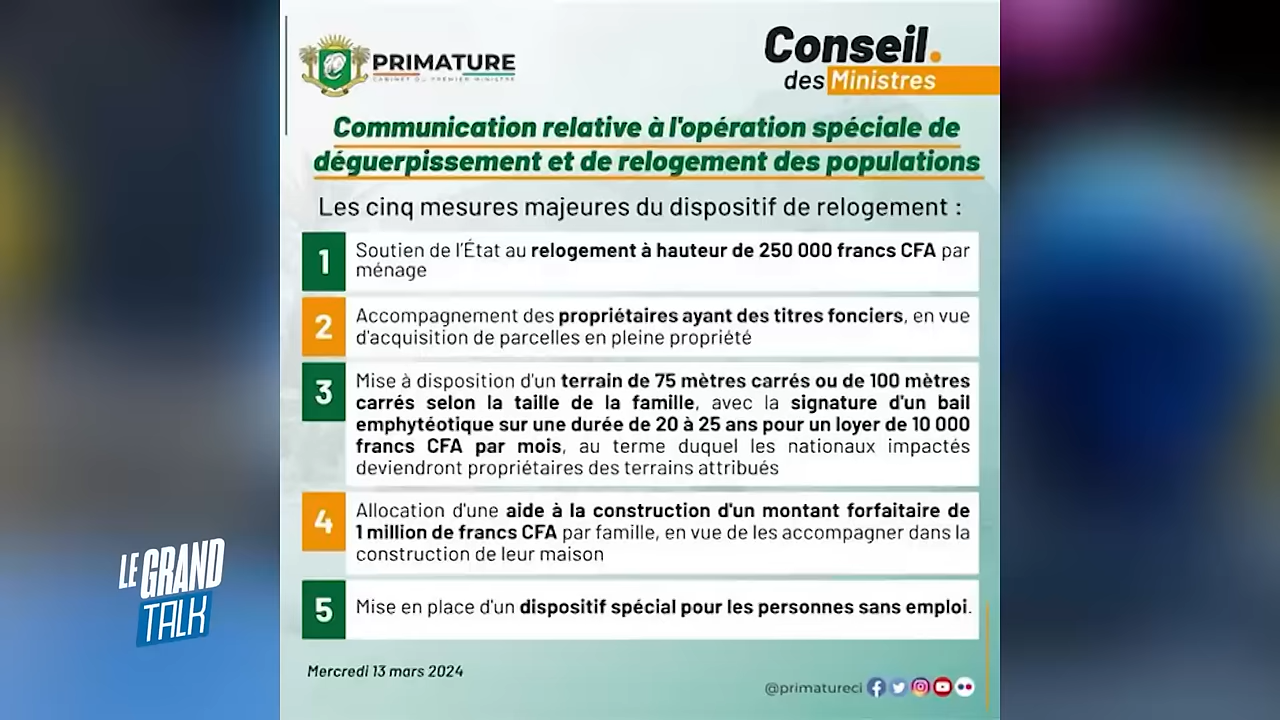 PRIMATURE
CABINET DU PREMIER MINISTRE
Conseil.
des Ministres
Communication relative à l'opération spéciale de
déguerpissement et de relogement des populations
Les cinq mesures majeures du dispositif de relogement :
1
Soutien de l'État au relogement à hauteur de 250 000 francs CFA par
ménage
2
Accompagnement des propriétaires ayant des titres fonciers, en vue
d'acquisition de parcelles en pleine propriété
3
Mise à disposition d'un terrain de 75 mètres carrés ou de 100 mètres
carrés selon la taille de la famille, avec la signature d'un bail
emphytéotique sur une durée de 20 à 25 ans pour un loyer de 10 000
francs CFA par mois, au terme duquel les nationaux impactés
deviendront propriétaires des terrains attribués
4
Allocation d'une aide à la construction d'un montant forfaitaire de
1 million de francs CFA par famille, en vue de les accompagner dans la
construction de leur maison
5
Mise en place d'un dispositif spécial pour les personnes sans emploi.
Mercredi 13 mars 2024
@primatureci
LE GRAND
TALK